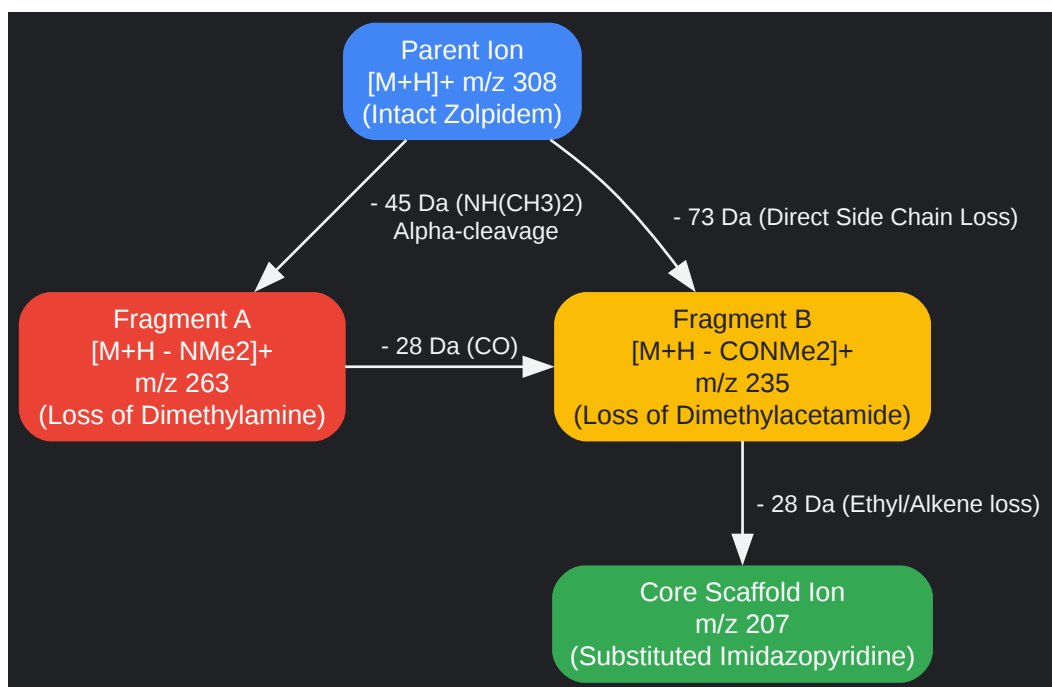 Parent Ion
[M+H]+ m/z 308
(Intact Zolpidem)
- 45 Da (NH(CH3)2)
Alpha-cleavage
- 73 Da (Direct Side Chain Loss)
Fragment A
[M+H - NMe2]+
m/z 263
(Loss of Dimethylamine)
- 28 Da (CO)
Fragment B
[M+H - CONMe2]+
m/z 235
(Loss of Dimethylacetamide)
- 28 Da (Ethyl/Alkene loss)
Core Scaffold Ion
m/z 207
(Substituted Imidazopyridine)